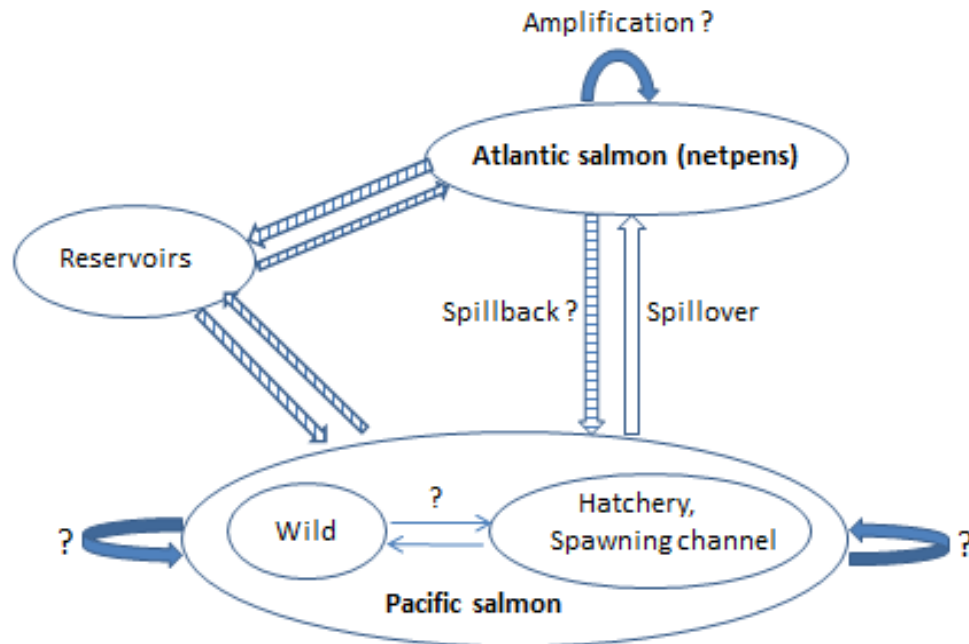 Amplification ?
Atlantic salmon (netpens)
Reservoirs
Spillback ?
Spillover
?
Wild
Hatchery,
Spawning channel
?
?
Pacific salmon